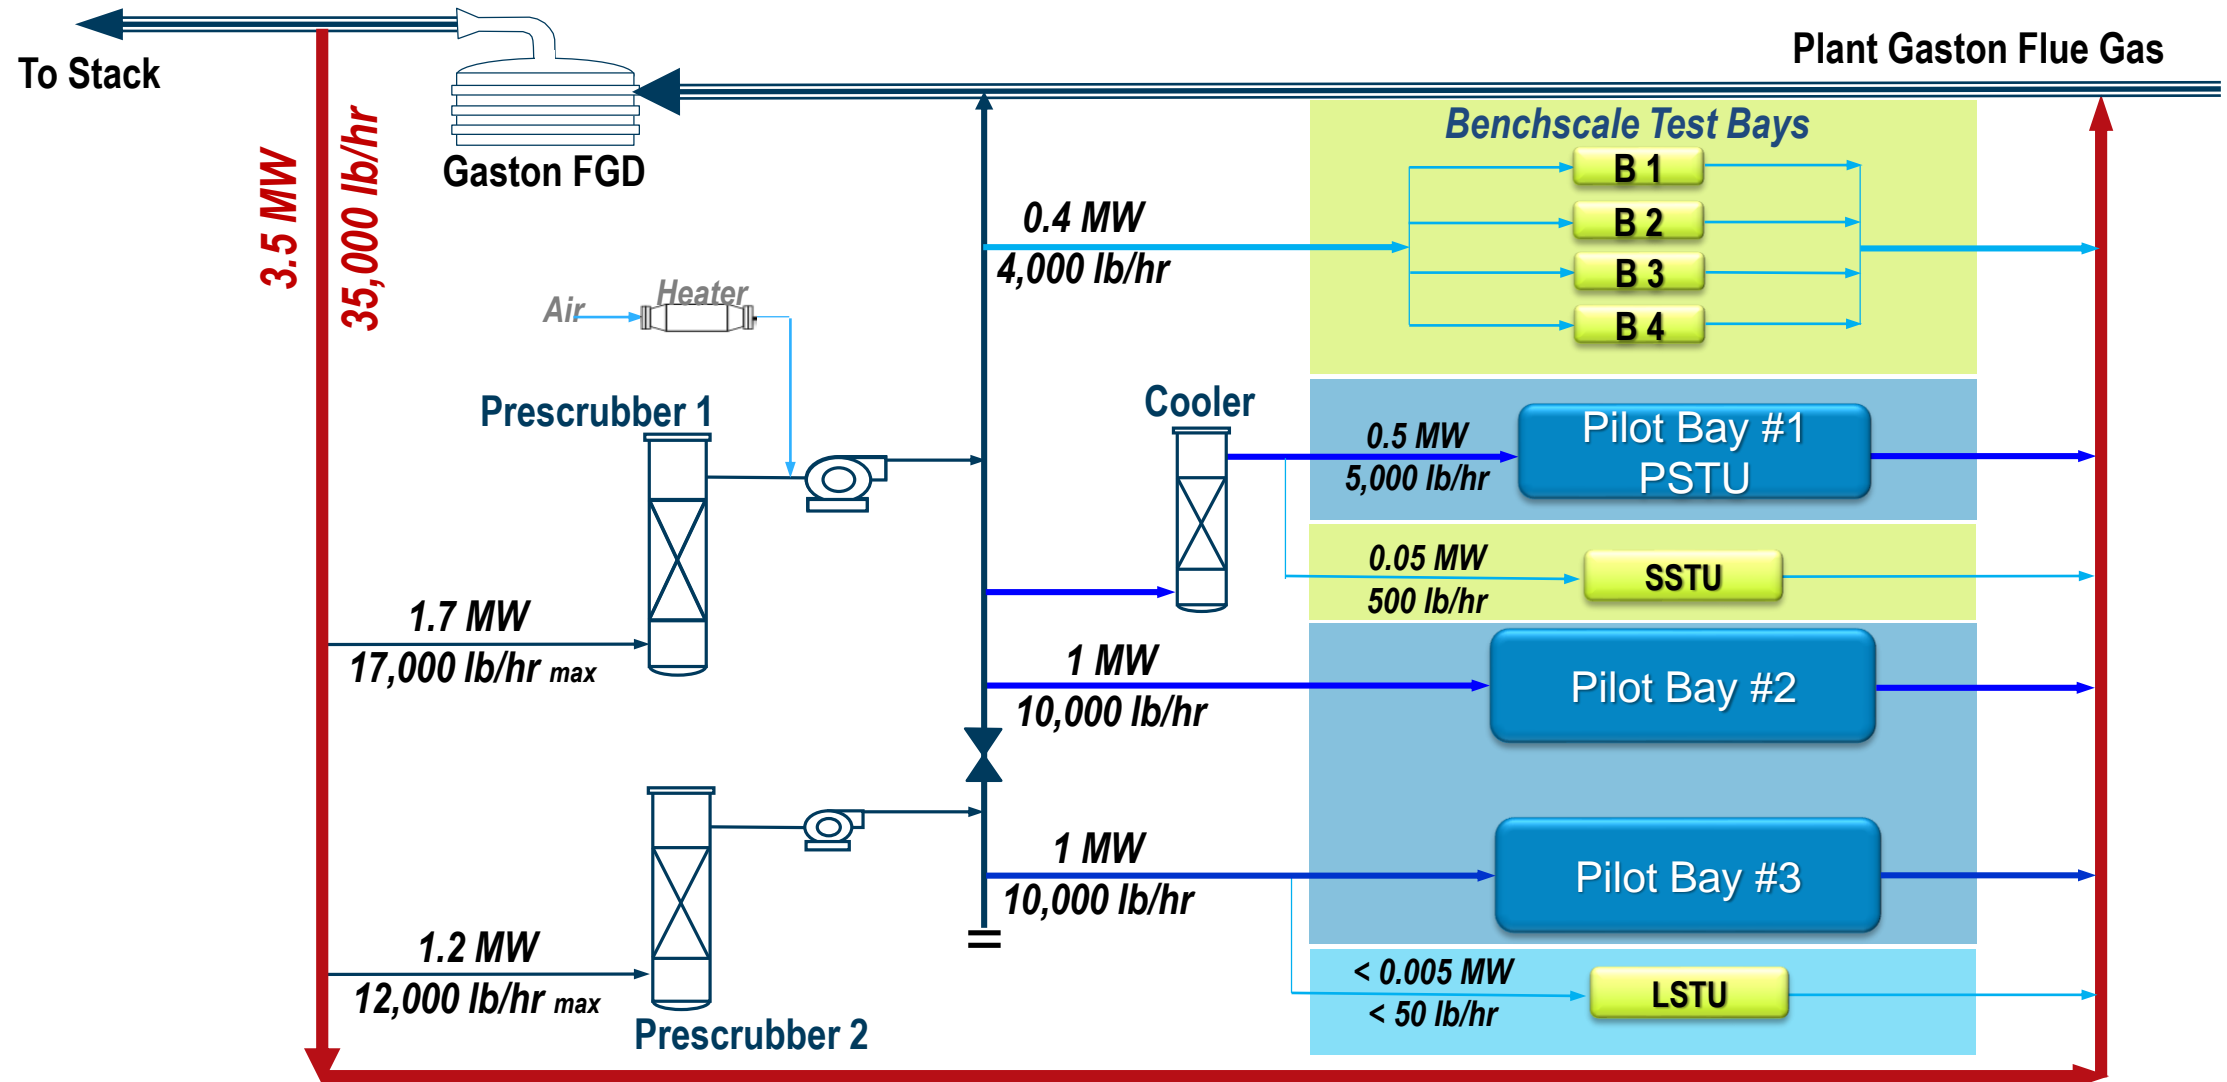 To Stack
Plant Gaston Flue Gas
Gaston FGD
3.5 MW
35,000 lb/hr
Benchscale Test Bays
B 1
B 2
B 3
B 4
0.4 MW
4,000 lb/hr
Air
Heater
Prescrubber 1
Cooler
0.5 MW
5,000 lb/hr
Pilot Bay #1
PSTU
0.05 MW
500 lb/hr
SSTU
1.7 MW
17,000 lb/hr max
1 MW
10,000 lb/hr
Pilot Bay #2
1 MW
10,000 lb/hr
Pilot Bay #3
1.2 MW
12,000 lb/hr max
Prescrubber 2
< 0.005 MW
< 50 lb/hr
LSTU